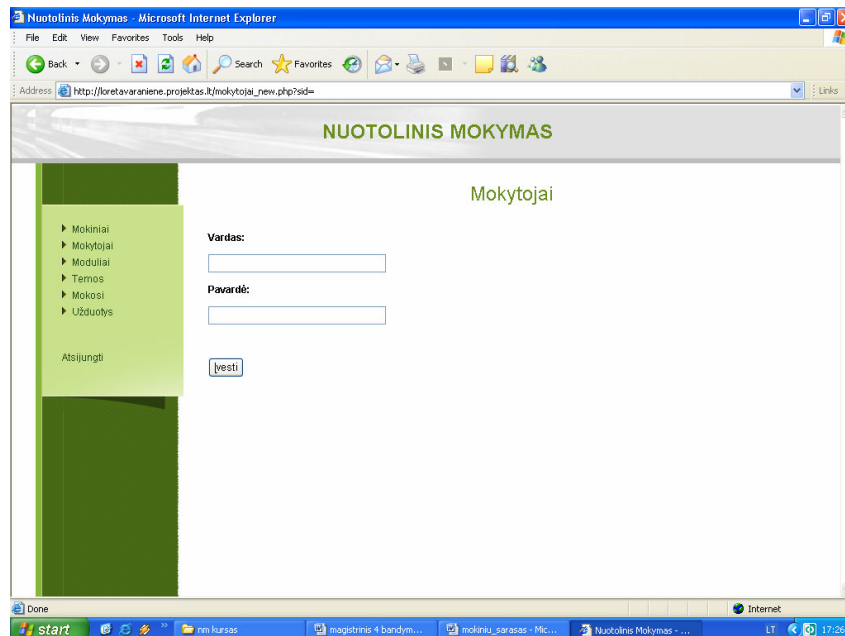 Nuotolinis Mokymas - Microsoft Internet Explorer
File Edit View Favorites Tools Help
Back Search Favorites
Address http://loretavaraniene.projektas.lt/mokytojai_new.php?sid= Links
NUOTOLINIS MOKYMAS
Mokytojai
Mokiniai
Mokytojai
Moduliai
Temos
Mokosi
Užduotys
Atsijungti
Vardas:
Pavardė:
Įvesti
Done Internet
start nm kursas magistrinis 4 bandym... mokiniu_sarasas - Mic... Nuotolinis Mokymas - ... LT 17:26